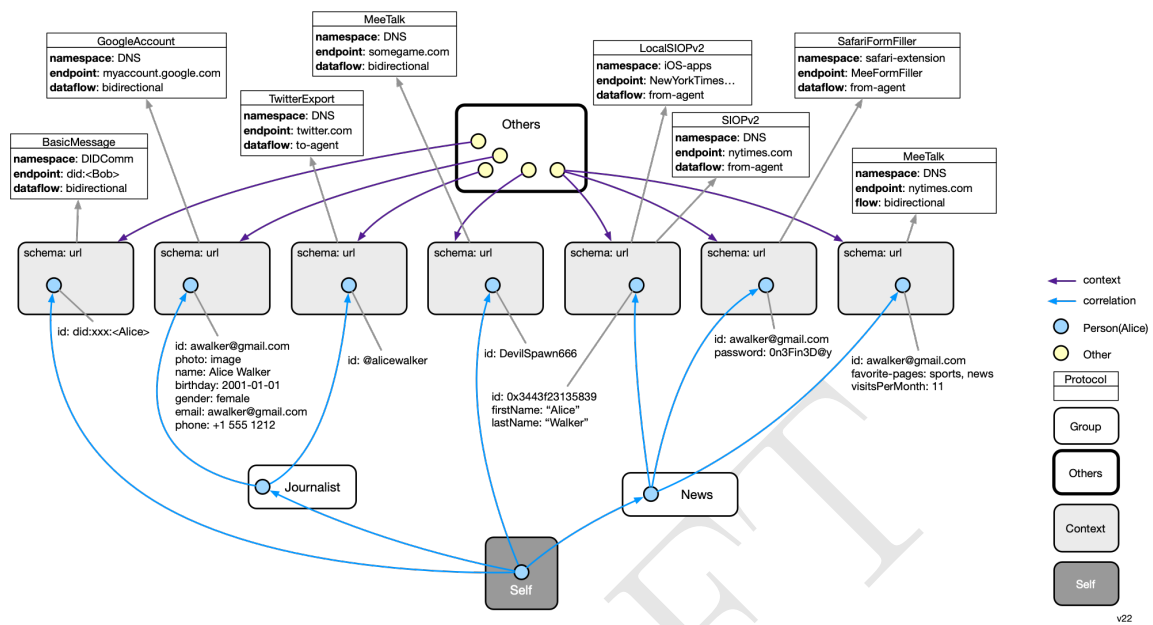 GoogleAccount
namespace: DNS
endpoint: myaccount.google.com
dataflow: bidirectional
MeeTalk
namespace: DNS
endpoint: somegame.com
dataflow: bidirectional
LocalSIOPv2
namespace: iOS-apps
endpoint: NewYorkTimes…
dataflow: from-agent
SafariFormFiller
namespace: safari-extension
endpoint: MeeFormFiller
dataflow: from-agent
BasicMessage
namespace: DIDComm
endpoint: did:<Bob>
dataflow: bidirectional
TwitterExport
namespace: DNS
endpoint: twitter.com
dataflow: to-agent
Others
SIOPv2
namespace: DNS
endpoint: nytimes.com
dataflow: from-agent
MeeTalk
namespace: DNS
endpoint: nytimes.com
flow: bidirectional
schema: url
schema: url
schema: url
schema: url
schema: url
schema: url
schema: url
id: did:xxx:<Alice>
id: awalker@gmail.com
photo: image
name: Alice Walker
birthday: 2001-01-01
gender: female
email: awalker@gmail.com
phone: +1 555 1212
id: @alicewalker
id: DevilSpawn666
id: 0x3443f23135839
firstName: “Alice”
lastName: “Walker”
id: awalker@gmail.com
password: 0n3Fin3D@y
id: awalker@gmail.com
favorite-pages: sports, news
visitsPerMonth: 11
Journalist
News
Self
context
correlation
Person(Alice)
Other
Protocol
Group
Others
Context
Self
v22
FT